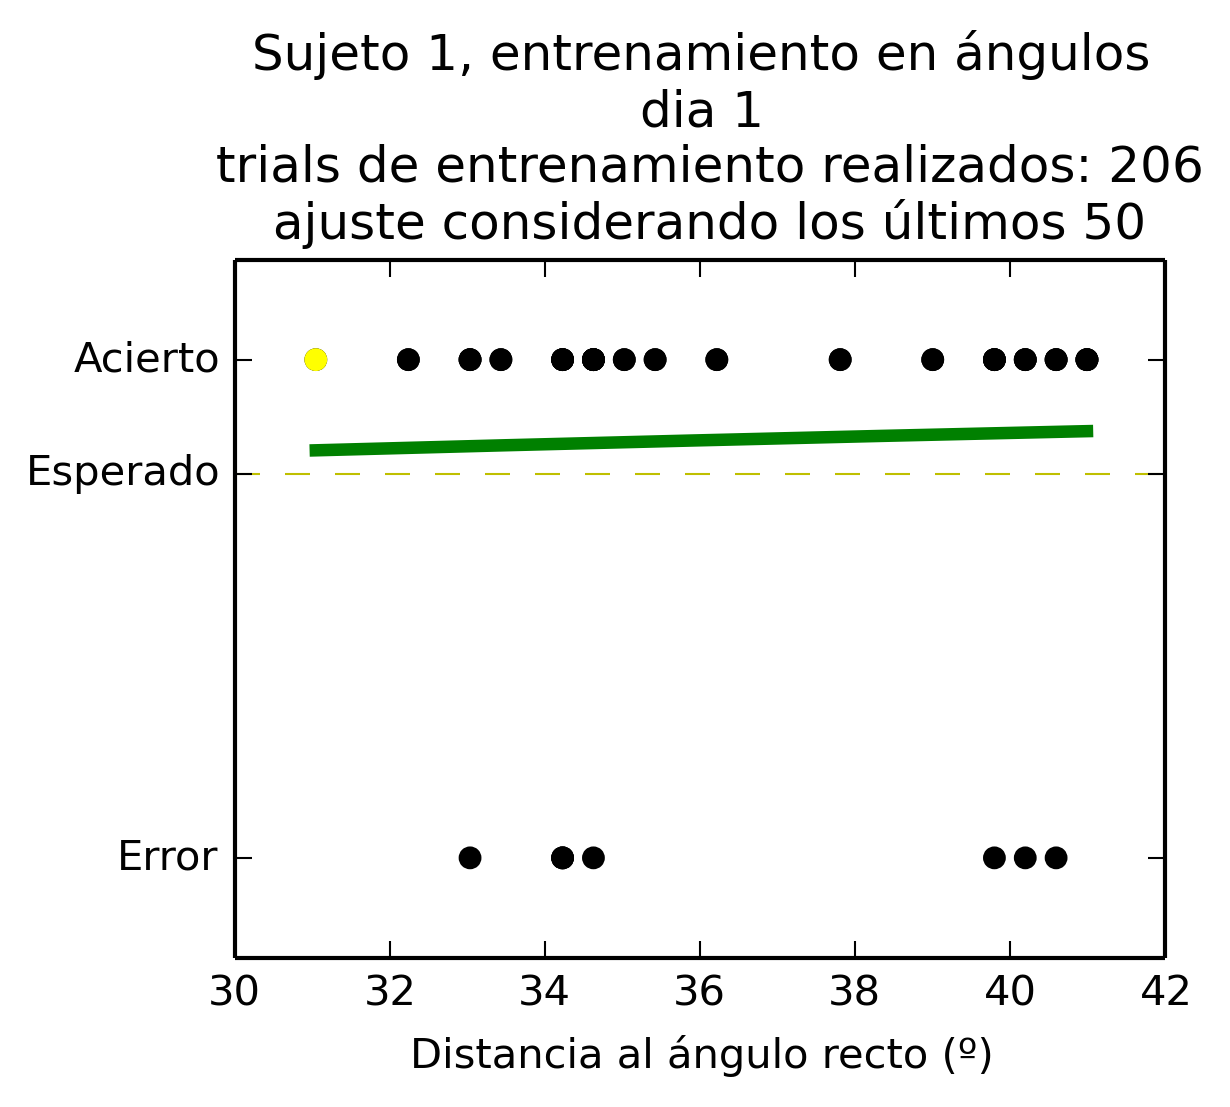 Sujeto 1, entrenamiento en ángulos
dia 1
trials de entrenamiento realizados: 206
ajuste considerando los últimos 50
Acierto
Esperado
Error
30 32 34 36 38 40 42
Distancia al ángulo recto (º)